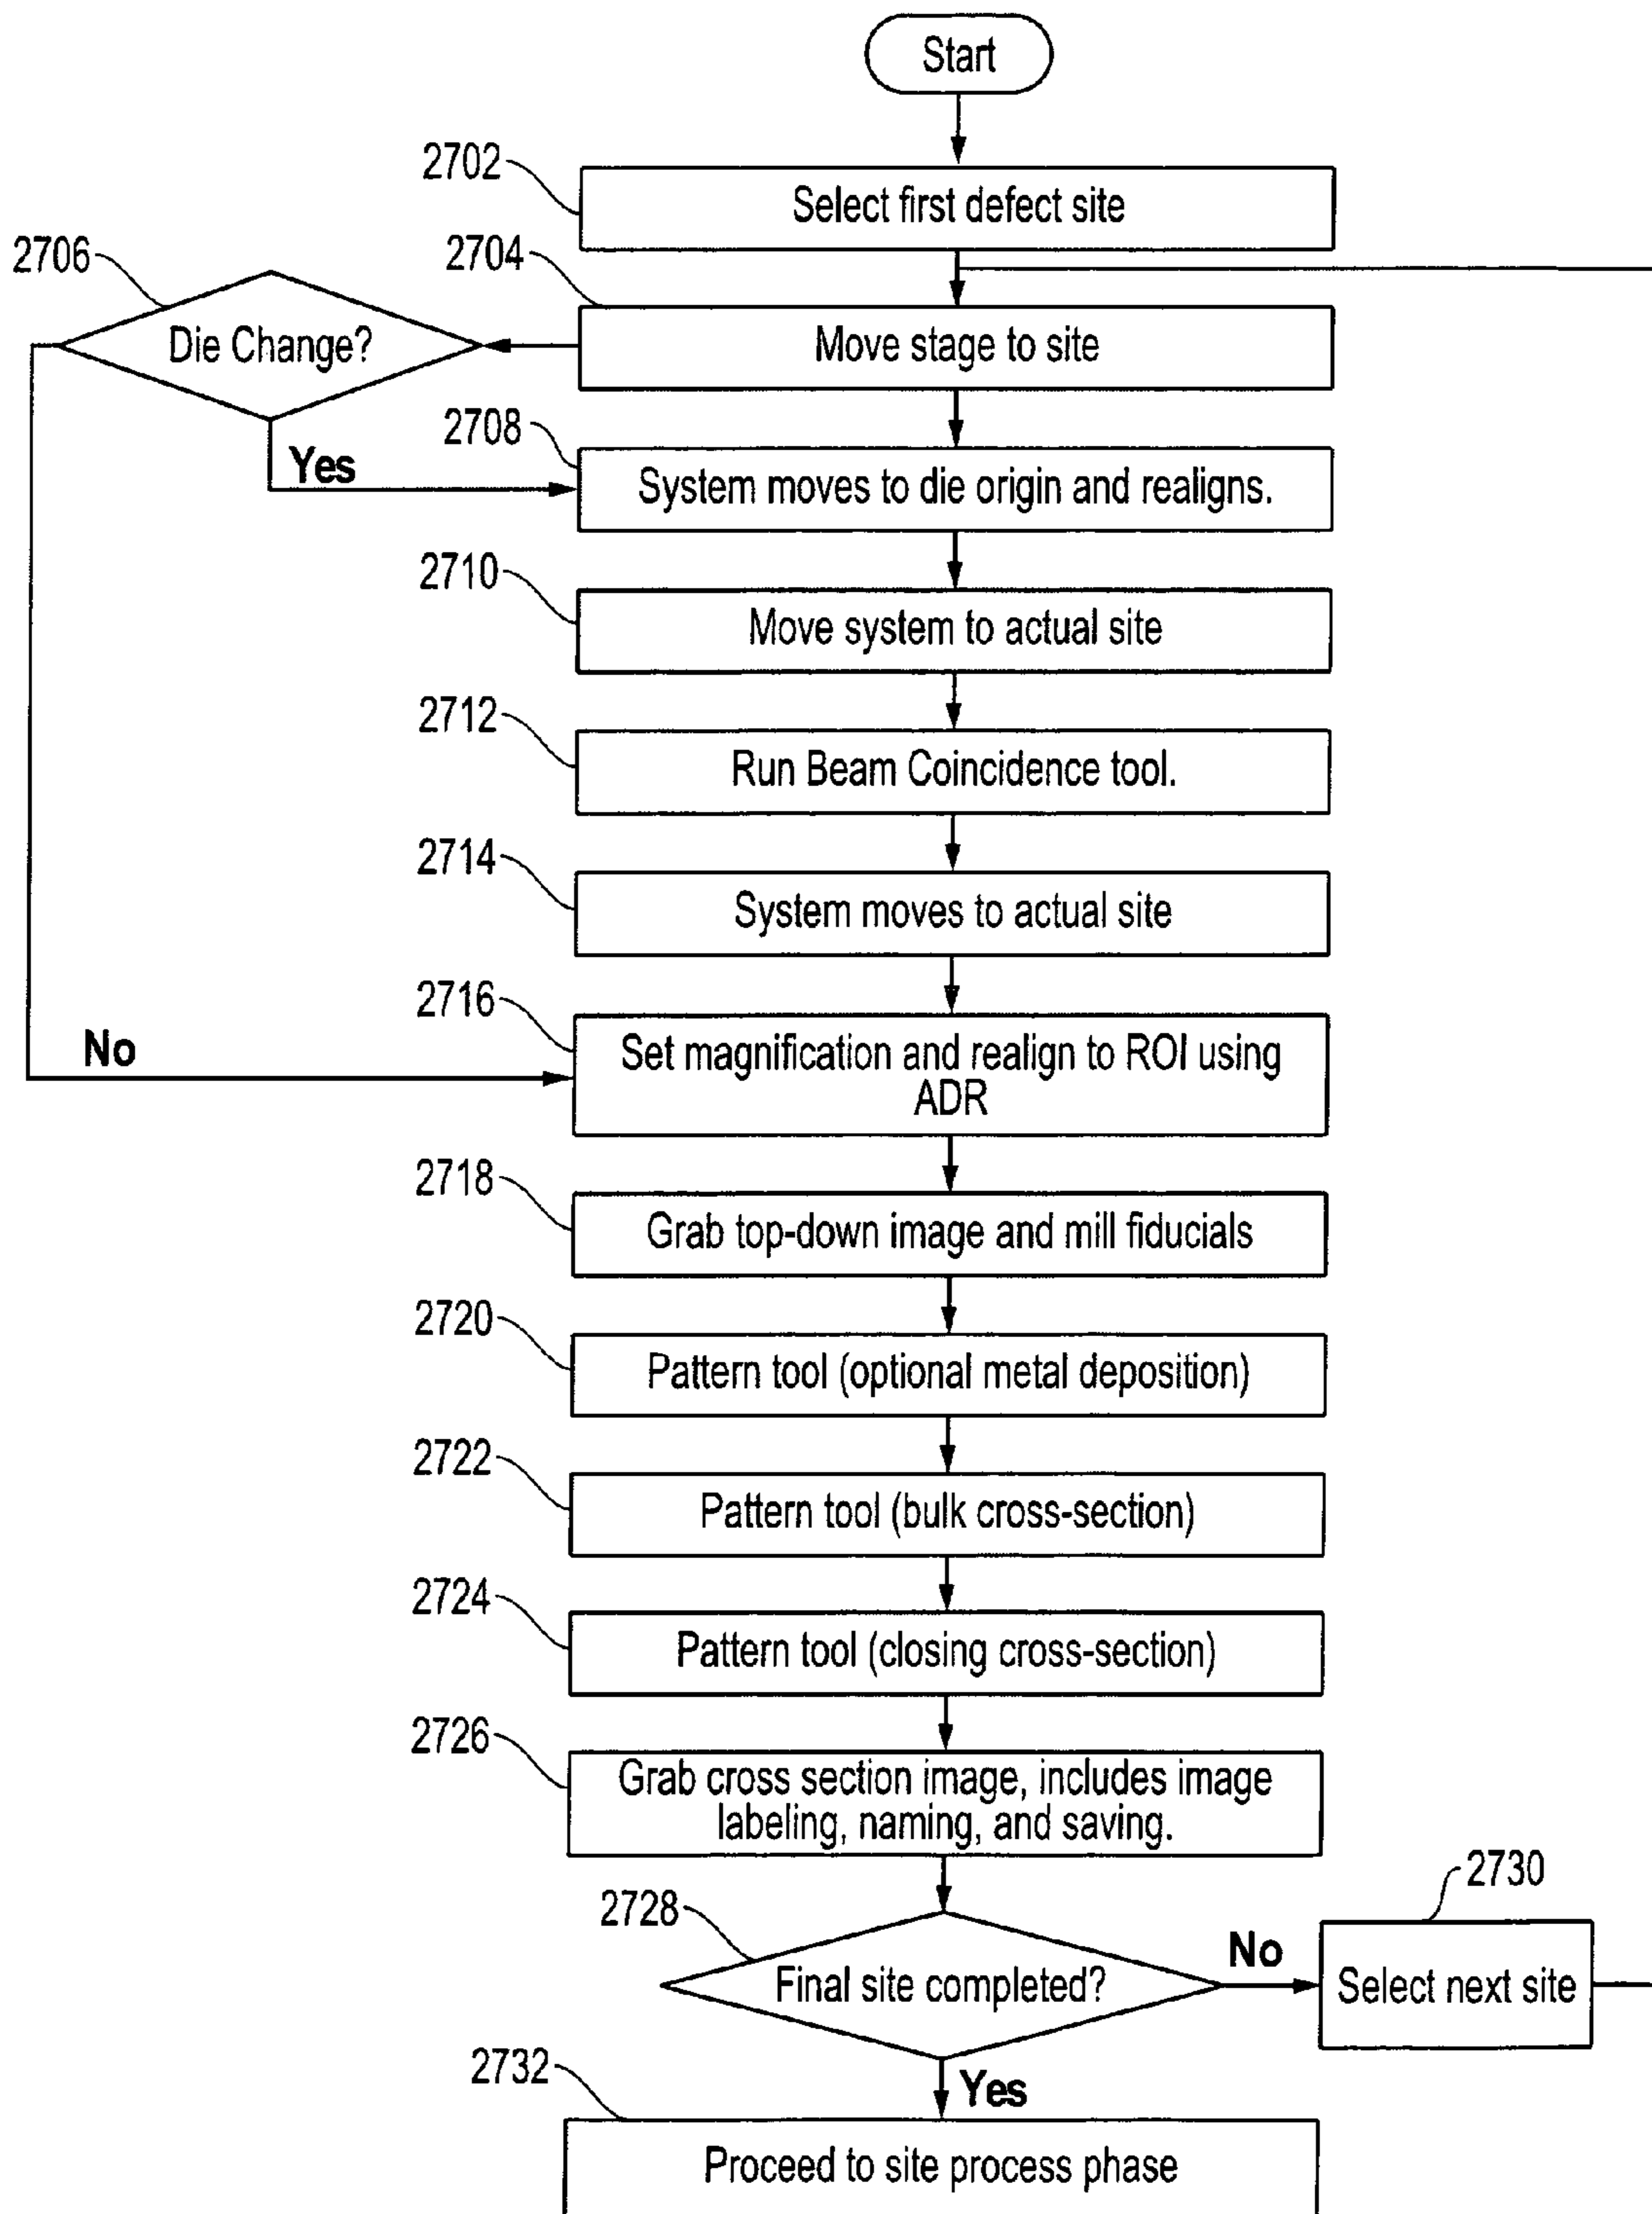 Start
2702
Select first defect site
2706
2704
Die Change?
Move stage to site
2708
Yes
System moves to die origin and realigns.
2710
Move system to actual site
2712
Run Beam Coincidence tool.
2714
System moves to actual site
2716
No
Set magnification and realign to ROI using
ADR
2718
Grab top-down image and mill fiducials
2720
Pattern tool (optional metal deposition)
2722
Pattern tool (bulk cross-section)
2724
Pattern tool (closing cross-section)
2726
Grab cross section image, includes image
labeling, naming, and saving.
2728
2730
Final site completed?
No
Select next site
2732
Yes
Proceed to site process phase